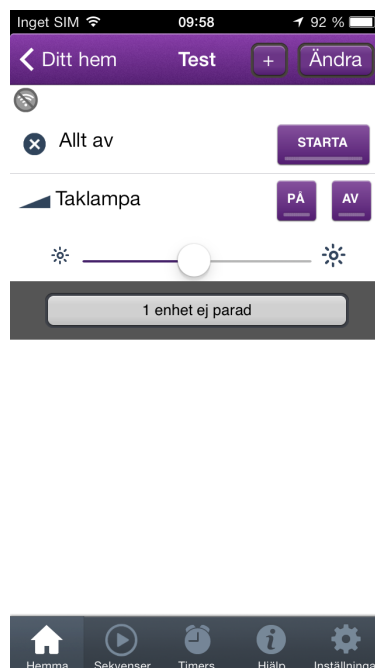 Inget SIM 09:58 92 %
Ditt hem Test + Ändra
Allt av STARTA
Taklampa PÅ AV
1 enhet ej parad
Hemma Sekvenser Timers Hjälp Inställninga